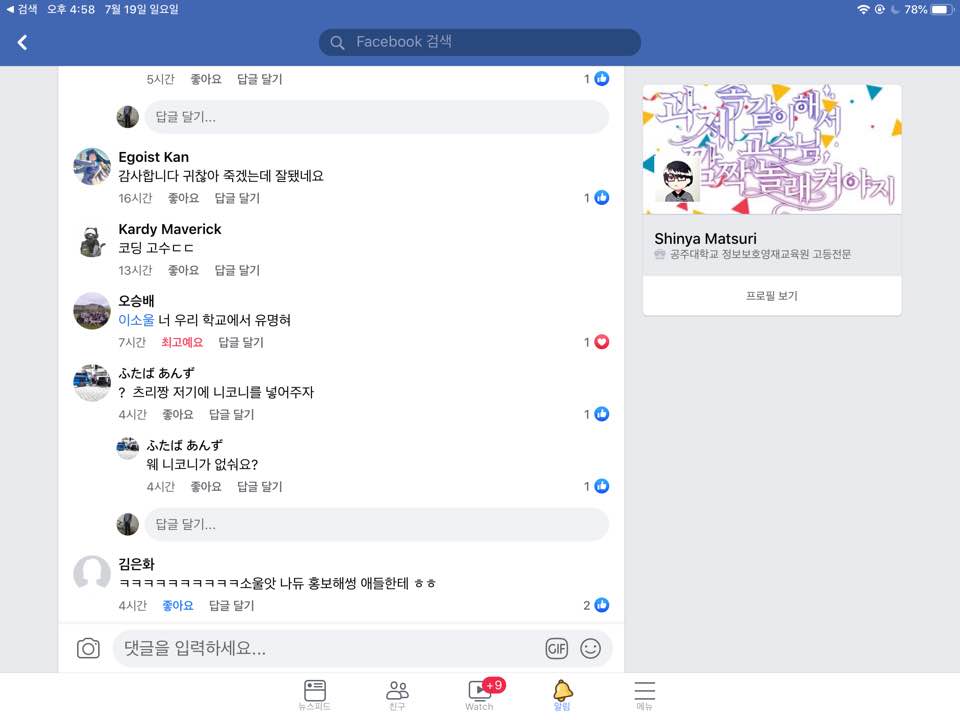 ◀ 검색 오후 4:58 7월 19일 일요일 78%
Facebook 검색
5시간 좋아요 답글 달기 1
답글 달기...
Egoist Kan
감사합니다 귀찮아 죽겠는데 잘됐네요
16시간 좋아요 답글 달기 1
Kardy Maverick
코딩 고수ㄷㄷ
13시간 좋아요 답글 달기
오승배
이소울 너 우리 학교에서 유명혀
7시간 최고예요 답글 달기 1
ふたば あんず
? 츠리짱 저기에 니코니를 넣어주자
4시간 좋아요 답글 달기 1
ふたば あんず
웨 니코니가 없숴요?
4시간 좋아요 답글 달기 1
답글 달기...
김은화
ㅋㅋㅋㅋㅋㅋㅋㅋㅋㅋ소울앗 나듀 홍보해썽 애들한테 ㅎㅎ
4시간 좋아요 답글 달기 2
댓글을 입력하세요...
GIF
과제 좆같이해서
교수님,
깜짝 놀래켜야지
Shinya Matsuri
공주대학교 정보보호영재교육원 고등전문
프로필 보기
+9
뉴스피드 친구 Watch 알림 메뉴